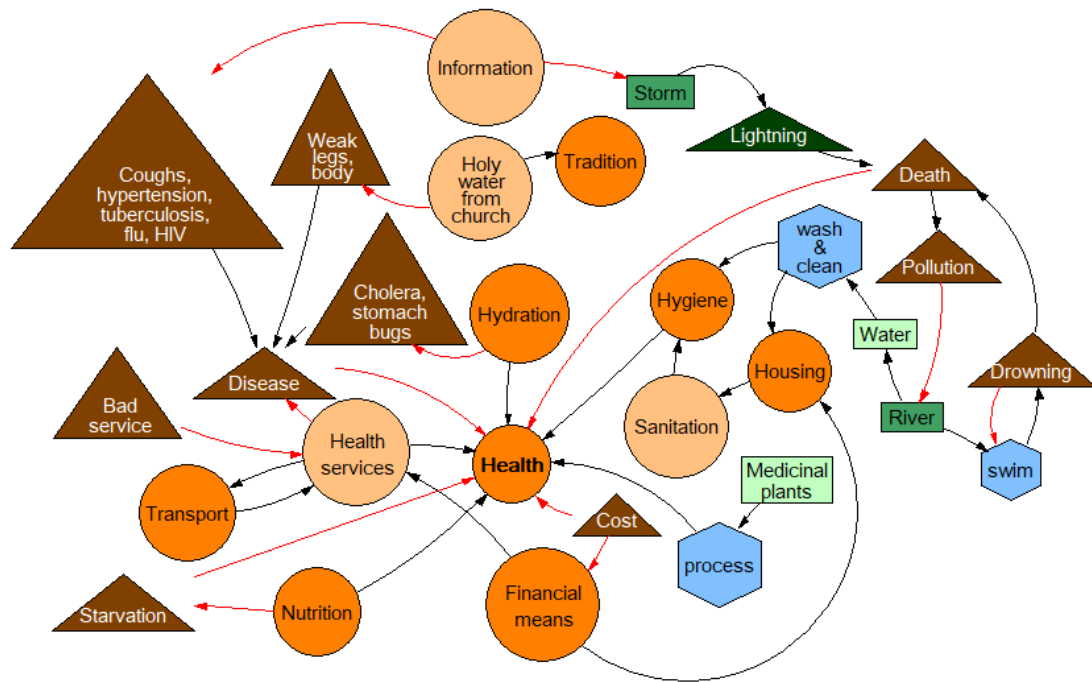 Information
Storm
Lightning
Weak
legs,
body
Holy
water
from
church
Tradition
Coughs,
hypertension,
tuberculosis,
flu, HIV
Death
wash
&
clean
Pollution
Cholera,
stomach
bugs
Hydration
Hygiene
Water
Housing
Drowning
Disease
Bad
service
River
Sanitation
Health
services
Health
swim
Medicinal
plants
Transport
Cost
process
Starvation
Nutrition
Financial
means